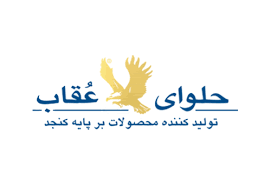 حلوای عُقاب
تولید کننده محصولات بر پایه کنجد